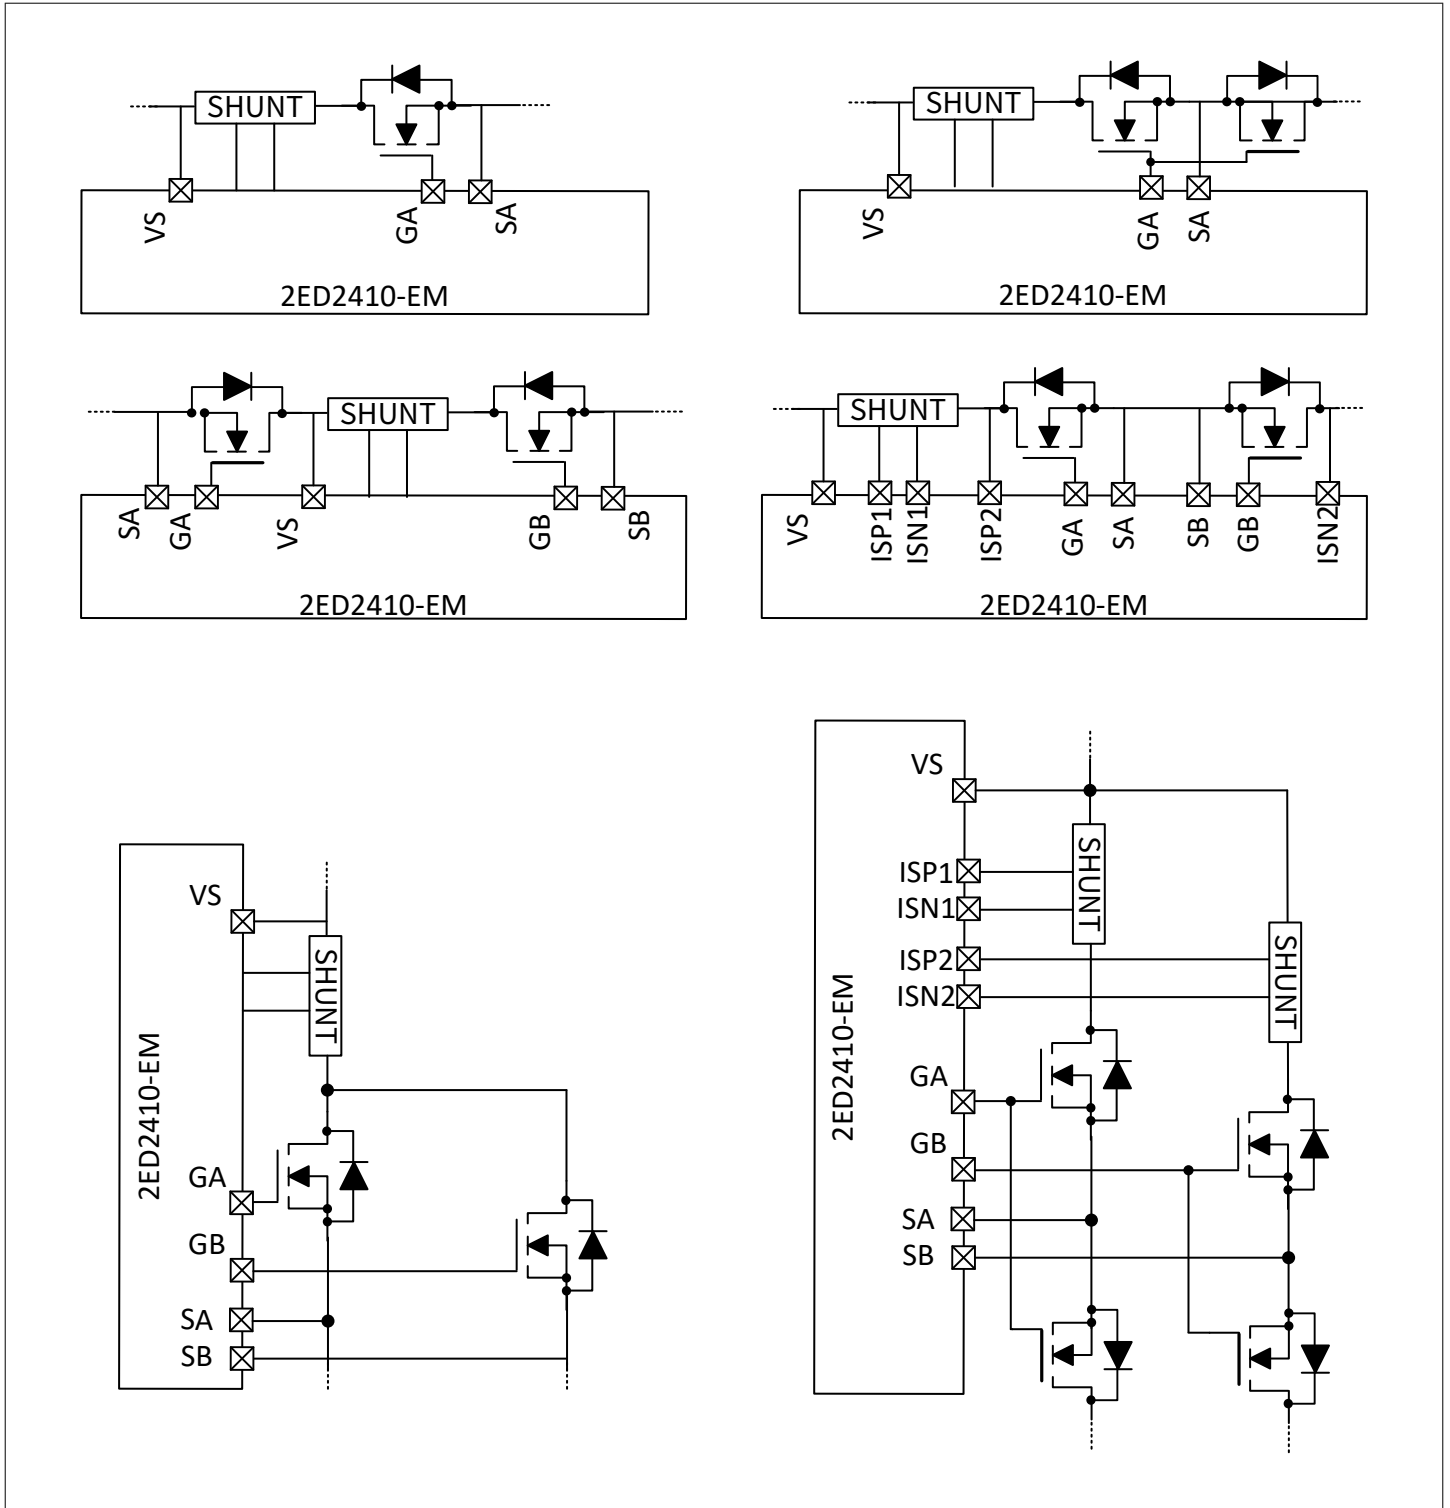 SHUNT
VS
GA
SA
2ED2410-EM
SHUNT
VS
GA
SA
2ED2410-EM
SHUNT
SA
GA
VS
GB
SB
2ED2410-EM
SHUNT
VS
ISP1
ISN1
ISP2
GA
SA
SB
GB
ISN2
2ED2410-EM
VS
SHUNT
2ED2410-EM
GA
GB
SA
SB
VS
SHUNT
ISP1
ISN1
ISP2
ISN2
SHUNT
2ED2410-EM
GA
GB
SA
SB